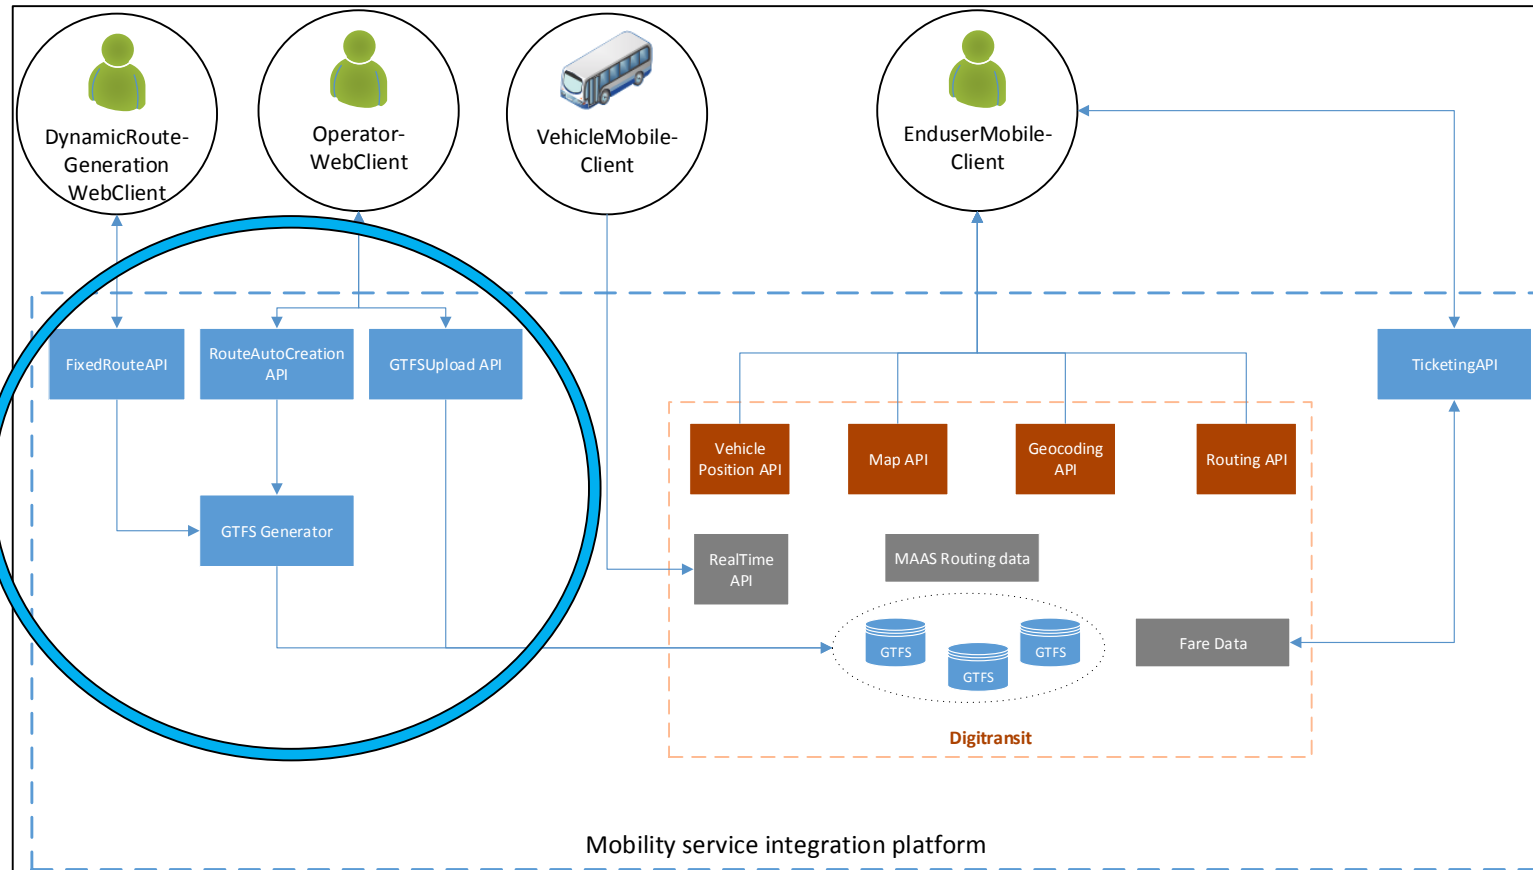 DynamicRoute-
Generation
WebClient
Operator-
WebClient
VehicleMobile-
Client
EnduserMobile-
Client
FixedRouteAPI
RouteAutoCreation
API
GTFSUpload API
TicketingAPI
Vehicle
Position API
Map API
Geocoding
API
Routing API
GTFS Generator
RealTime
API
MAAS Routing data
GTFS
GTFS
GTFS
Fare Data
Digitransit
Mobility service integration platform